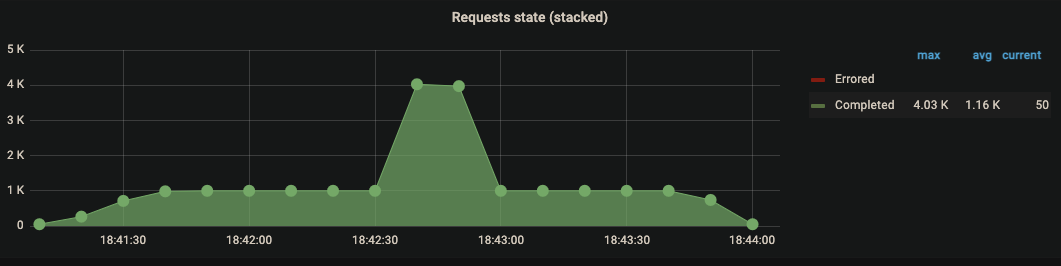 Requests state (stacked)
5 K
4 K
3 K
2 K
1 K
0
18:41:30 18:42:00 18:42:30 18:43:00 18:43:30 18:44:00
max avg current
Errored
Completed 4.03 K 1.16 K 50